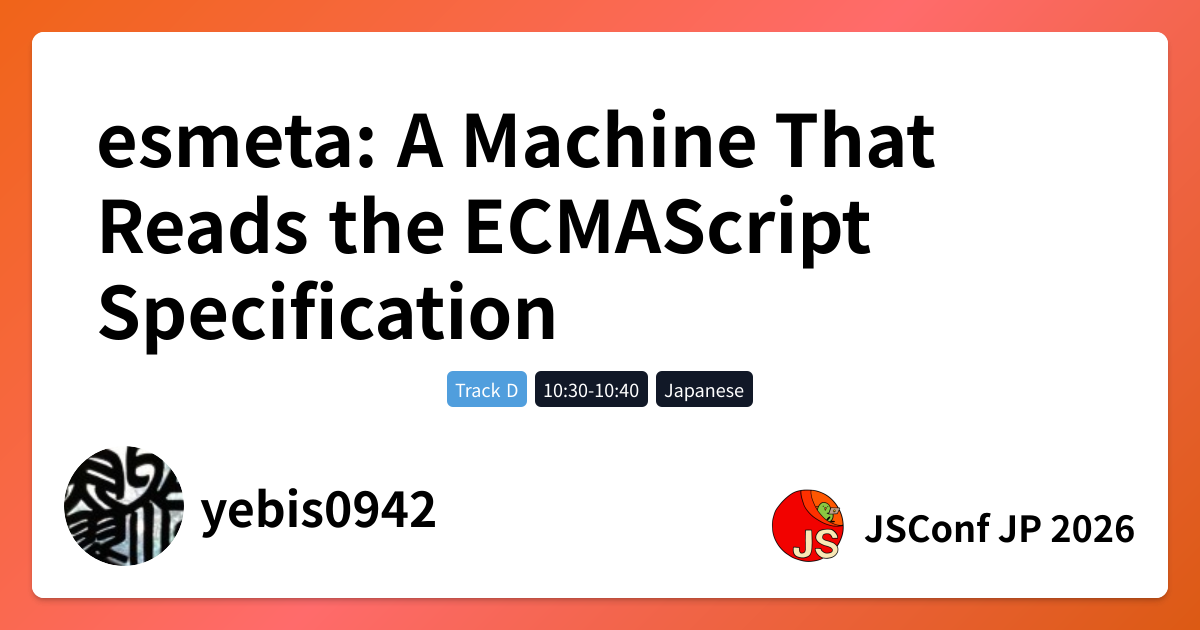 esmeta: A Machine That
Reads the ECMAScript
Specification
Track D
10:30-10:40
Japanese
yebis0942
JS
JSConf JP 2026